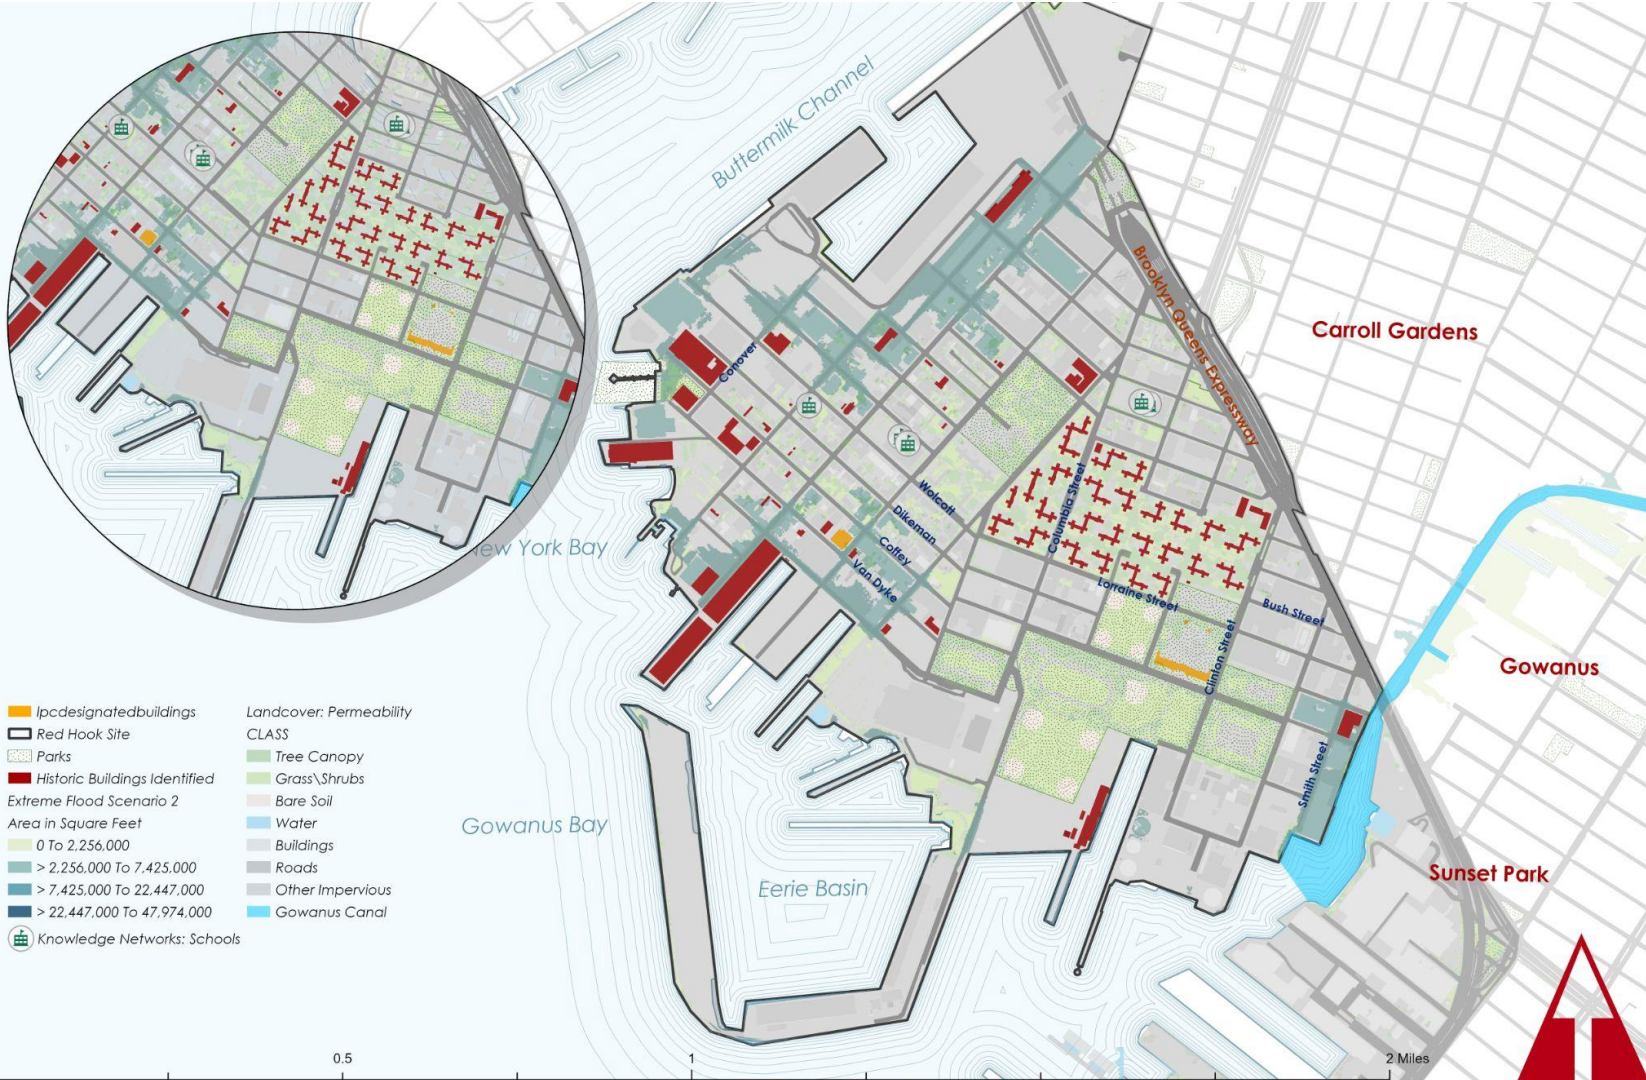 Buttermilk Channel
Brooklyn Queens Expressway
Carroll Gardens
Conover
Wolcott
Dikeman
Coffey
Van Dyke
Columbia Street
Lorraine Street
Bush Street
Clinton Street
Smith Street
New York Bay
Gowanus
Gowanus Bay
Eerie Basin
Sunset Park
lpcdesignatedbuildings
Red Hook Site
Parks
Historic Buildings Identified
Extreme Flood Scenario 2
Area in Square Feet
0 To 2,256,000
> 2,256,000 To 7,425,000
> 7,425,000 To 22,447,000
> 22,447,000 To 47,974,000
Knowledge Networks: Schools
Landcover: Permeability
CLASS
Tree Canopy
Grass\Shrubs
Bare Soil
Water
Buildings
Roads
Other Impervious
Gowanus Canal
0.5
1
2 Miles